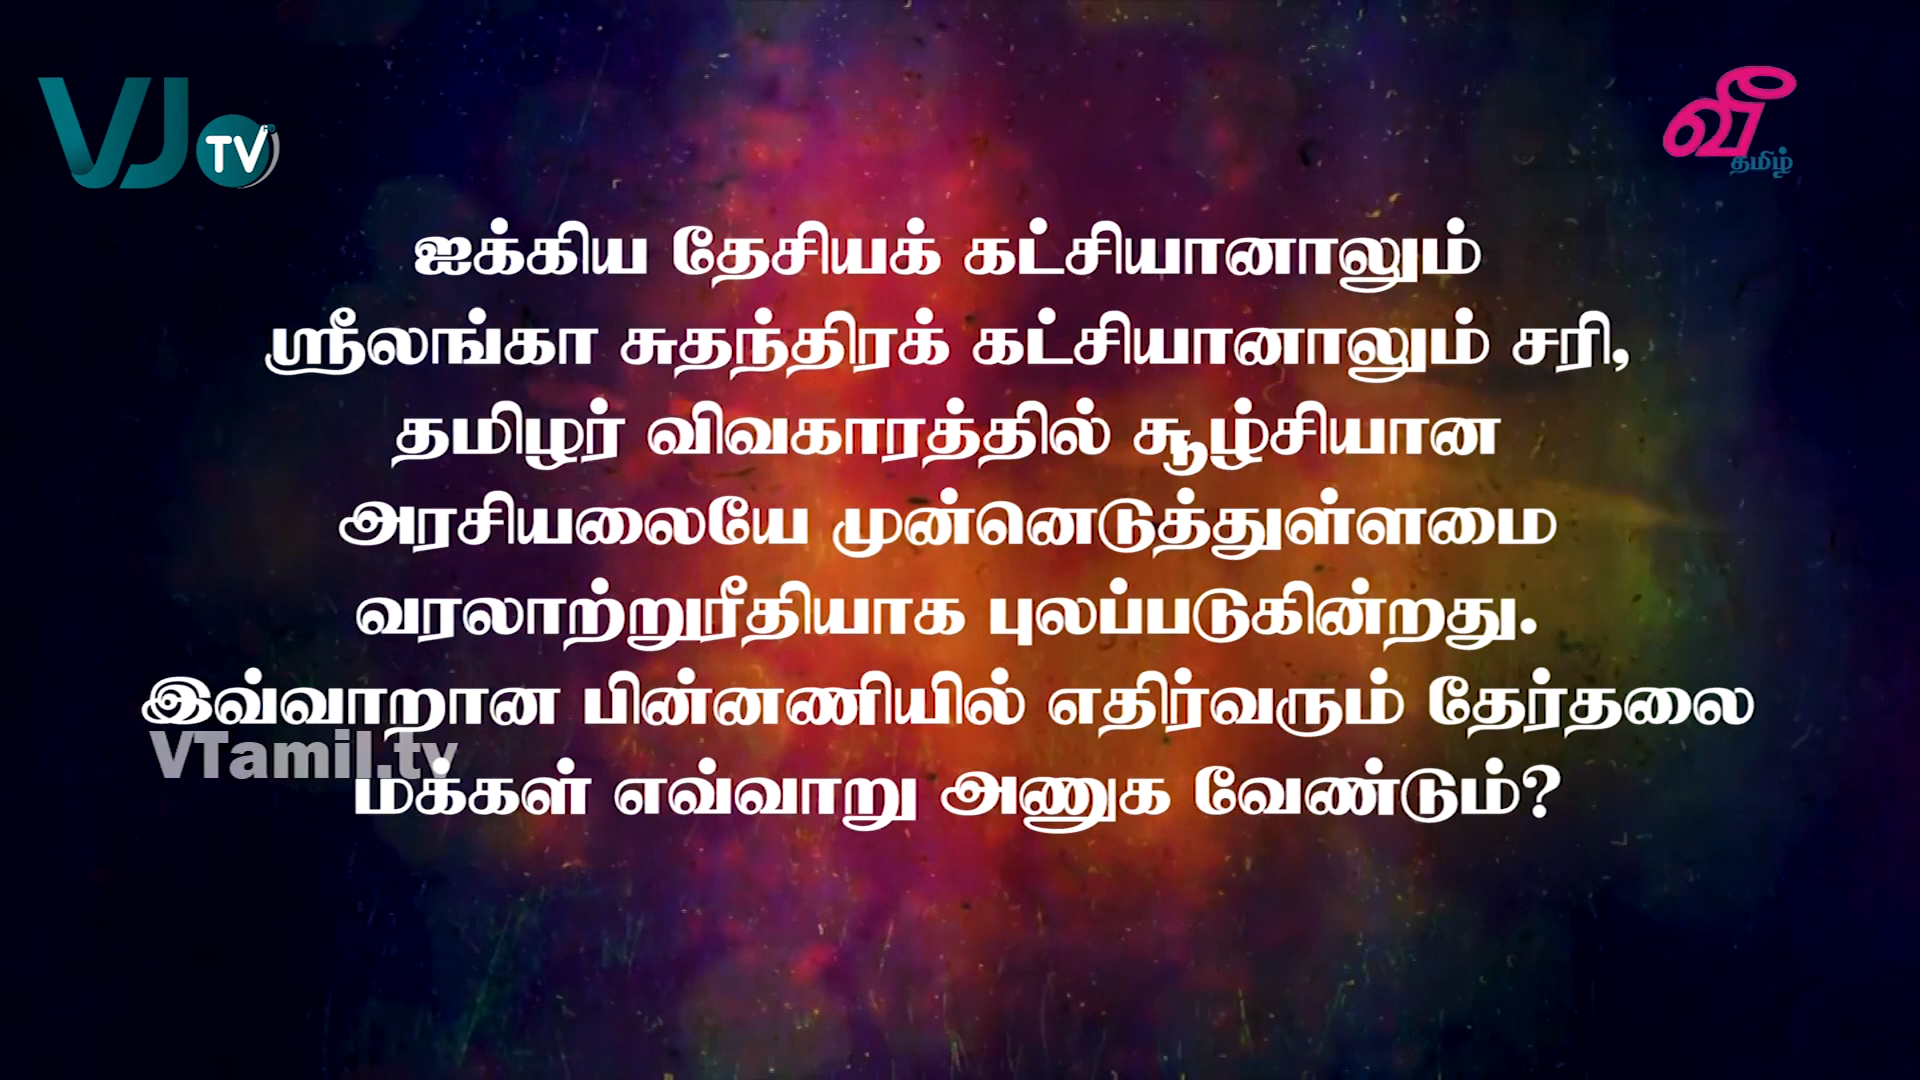 VJ TV
வீ
தமிழ்
ஐக்கிய தேசியக் கட்சியானாலும்
ஸ்ரீலங்கா சுதந்திரக் கட்சியானாலும் சரி,
தமிழர் விவகாரத்தில் சூழ்சியான
அரசியலையே முன்னெடுத்துள்ளமை
வரலாற்றுரீதியாக புலப்படுகின்றது.
இவ்வாறான பின்னணியில் எதிர்வரும் தேர்தலை
VTamil.tv
மக்கள் எவ்வாறு அணுக வேண்டும்?